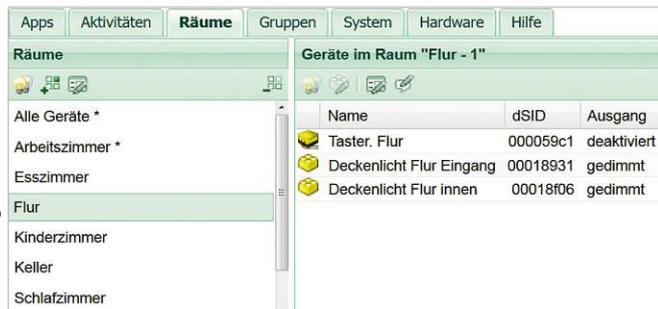 Apps Aktivitäten Räume Gruppen System Hardware Hilfe
Räume
Alle Geräte *
Arbeitszimmer *
Esszimmer
Flur
Kinderzimmer
Keller
Schlafzimmer
Geräte im Raum "Flur - 1"
Name dSID Ausgang
Taster. Flur 000059c1 deaktiviert
Deckenlicht Flur Eingang 00018931 gedimmt
Deckenlicht Flur innen 00018f06 gedimmt